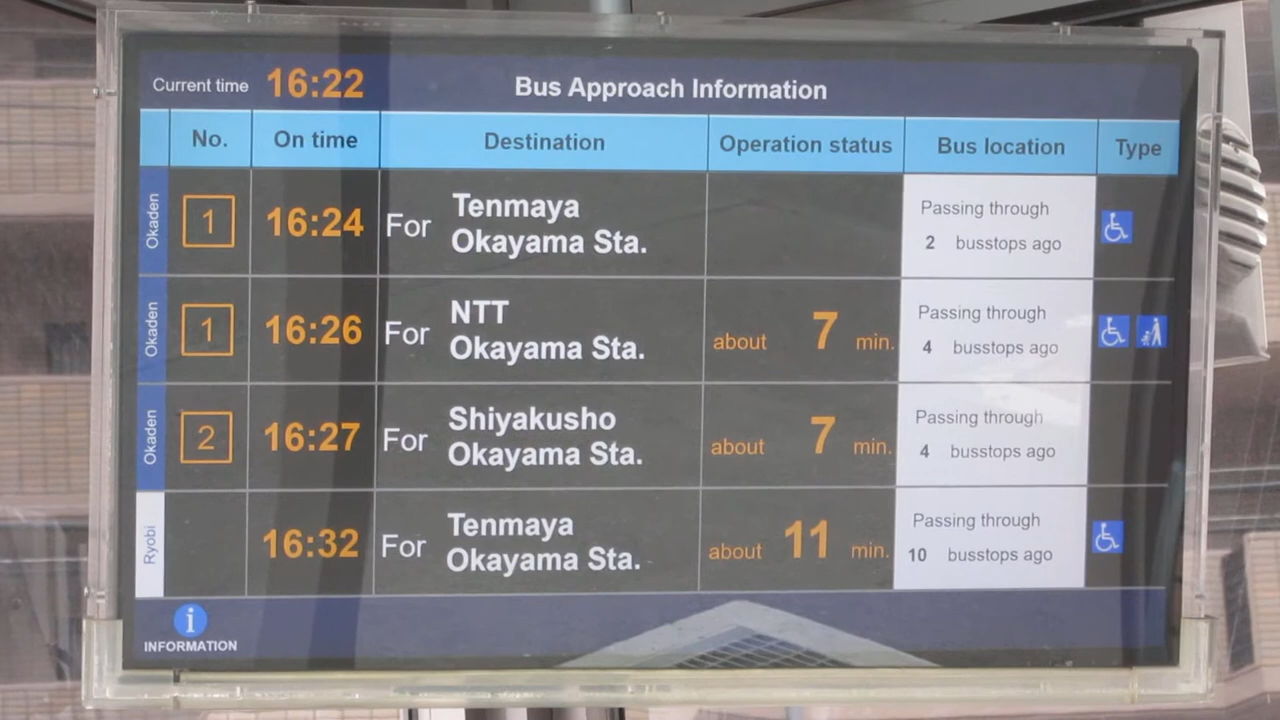 Current time 16:22 Bus Approach Information
No. On time Destination Operation status Bus location Type
Okaden 1 16:24 For Tenmaya
Okayama Sta.
Passing through
2 busstops ago
Okaden 1 16:26 For NTT
Okayama Sta.
about 7 min.
Passing through
4 busstops ago
Okaden 2 16:27 For Shiyakusho
Okayama Sta.
about 7 min.
Passing through
4 busstops ago
Ryobi 16:32 For Tenmaya
Okayama Sta.
about 11 min.
Passing through
10 busstops ago
i
INFORMATION